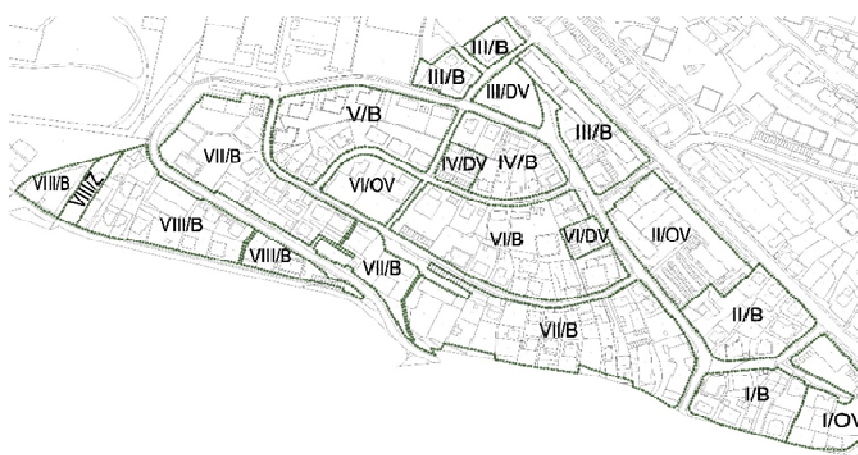 III/B
III/B
III/DV
V/B
III/B
VII/B
IV/DV
IV/B
VIII/B
VIII/Z
VI/OV
VIII/B
VI/B
VI/DV
II/OV
VIII/B
VII/B
II/B
VII/B
I/B
I/OV